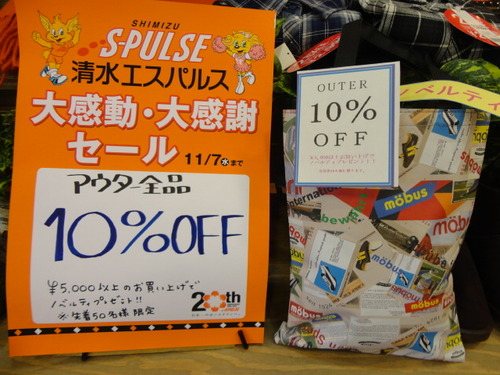 SHIMIZU
S-PULSE
清水エスパルス
大感動・大感謝
セール 11/7水まで
アウター全品
10%OFF
¥5,000以上のお買い上げで
ノベルティプレゼント!!
※先着50名様限定
20th
OUTER
10%
OFF
ノベルティ
möbus
möbus
möbus
möbus
möbus